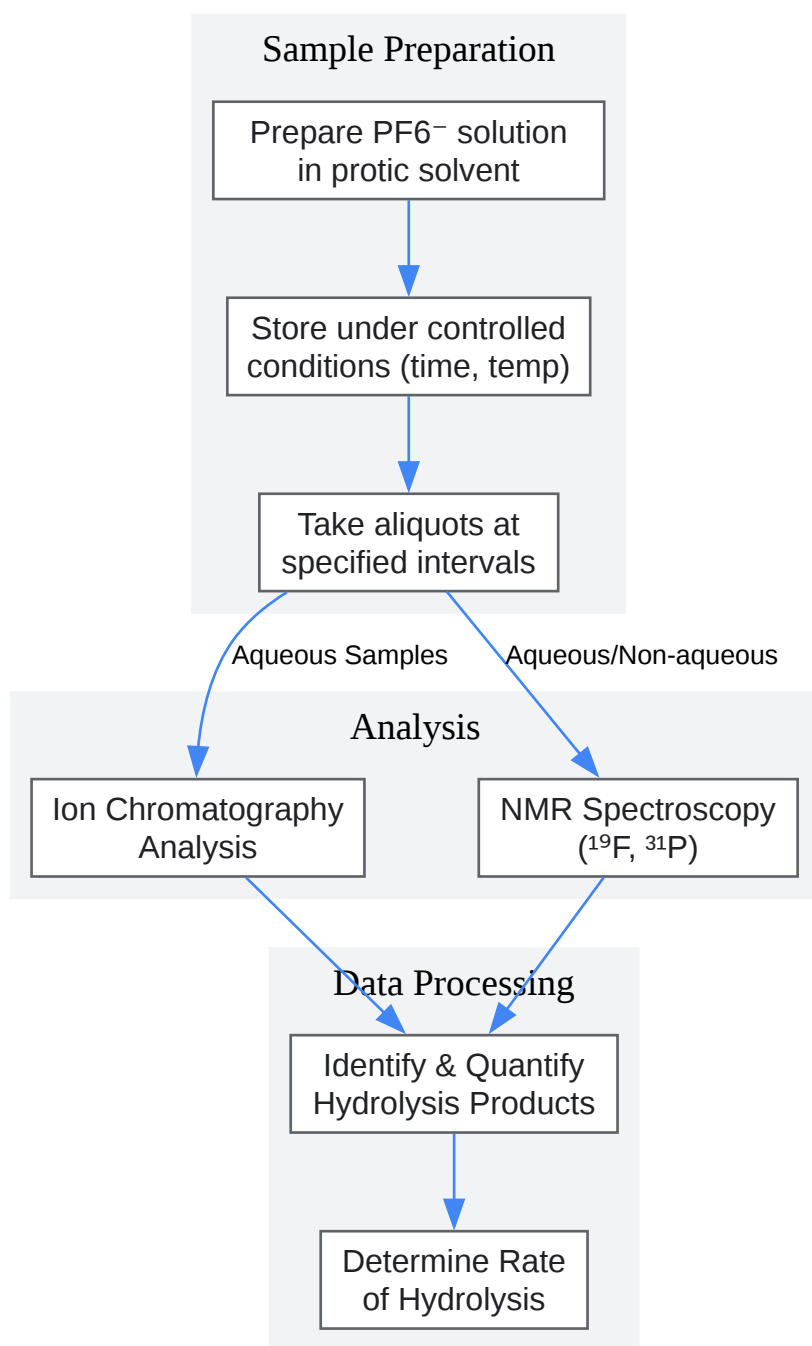 Sample Preparation
Prepare PF6⁻ solution
in protic solvent
Store under controlled
conditions (time, temp)
Take aliquots at
specified intervals
Aqueous Samples
Aqueous/Non-aqueous
Analysis
Ion Chromatography
Analysis
NMR Spectroscopy
(¹⁹F, ³¹P)
Data Processing
Identify & Quantify
Hydrolysis Products
Determine Rate
of Hydrolysis